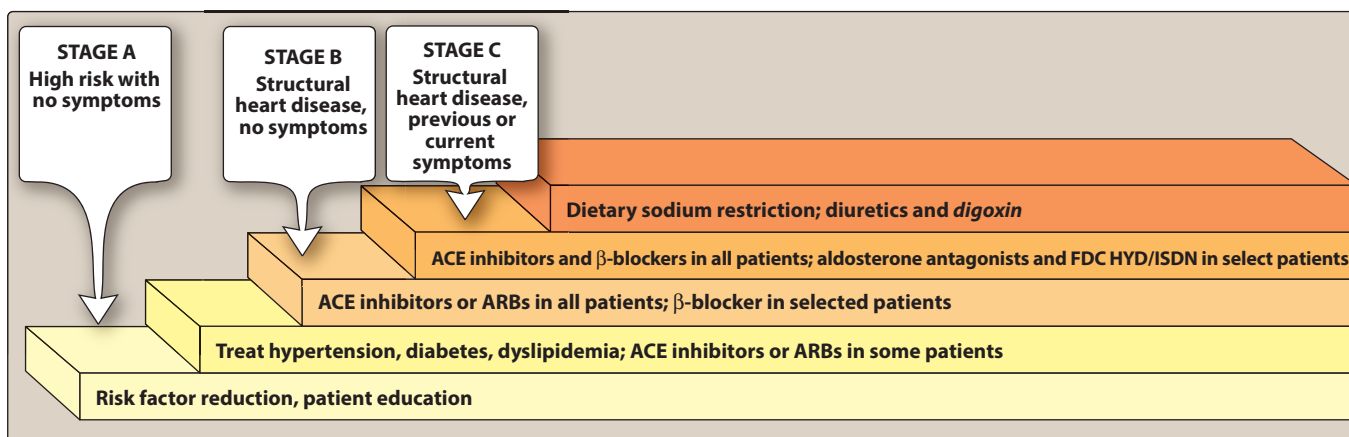 STAGE A
High risk with
no symptoms
STAGE B
Structural
heart disease,
no symptoms
STAGE C
Structural
heart disease,
previous or
current
symptoms
Dietary sodium restriction; diuretics and digoxin
ACE inhibitors and β-blockers in all patients; aldosterone antagonists and FDC HYD/ISDN in select patients
ACE inhibitors or ARBs in all patients; β-blocker in selected patients
Treat hypertension, diabetes, dyslipidemia; ACE inhibitors or ARBs in some patients
Risk factor reduction, patient education